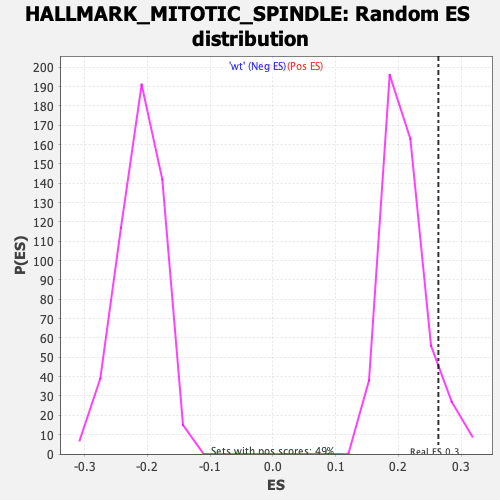 HALLMARK_MITOTIC_SPINDLE: Random ES
distribution
'wt' (Neg ES) (Pos ES)
200
190
180
170
160
150
140
130
120
110
100
90
80
70
60
50
40
30
20
10
0
P(ES)
Sets with pos scores: 49%
Real ES 0.3
-0.3 -0.2 -0.1 0.0 0.1 0.2 0.3
ES